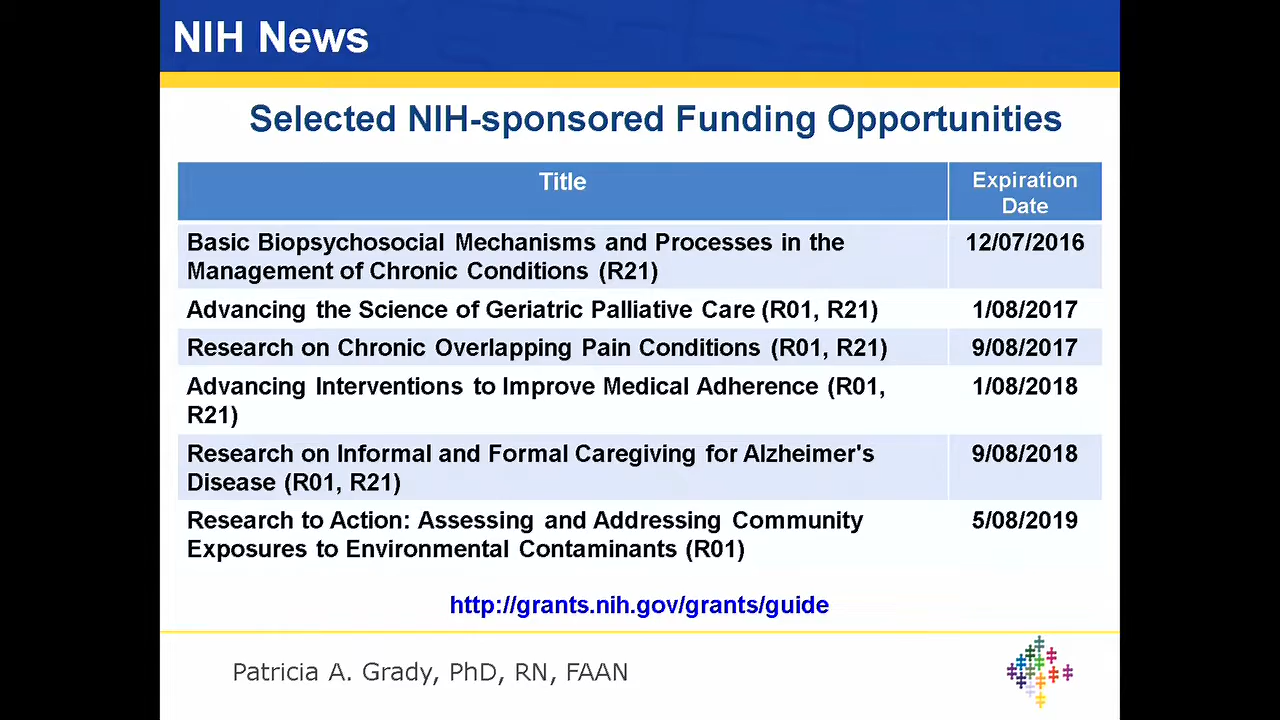 NIH News
Selected NIH-sponsored Funding Opportunities
Title
Expiration
Date
Basic Biopsychosocial Mechanisms and Processes in the
Management of Chronic Conditions (R21)
12/07/2016
Advancing the Science of Geriatric Palliative Care (R01, R21)
1/08/2017
Research on Chronic Overlapping Pain Conditions (R01, R21)
9/08/2017
Advancing Interventions to Improve Medical Adherence (R01,
R21)
1/08/2018
Research on Informal and Formal Caregiving for Alzheimer's
Disease (R01, R21)
9/08/2018
Research to Action: Assessing and Addressing Community
Exposures to Environmental Contaminants (R01)
5/08/2019
http://grants.nih.gov/grants/guide
Patricia A. Grady, PhD, RN, FAAN